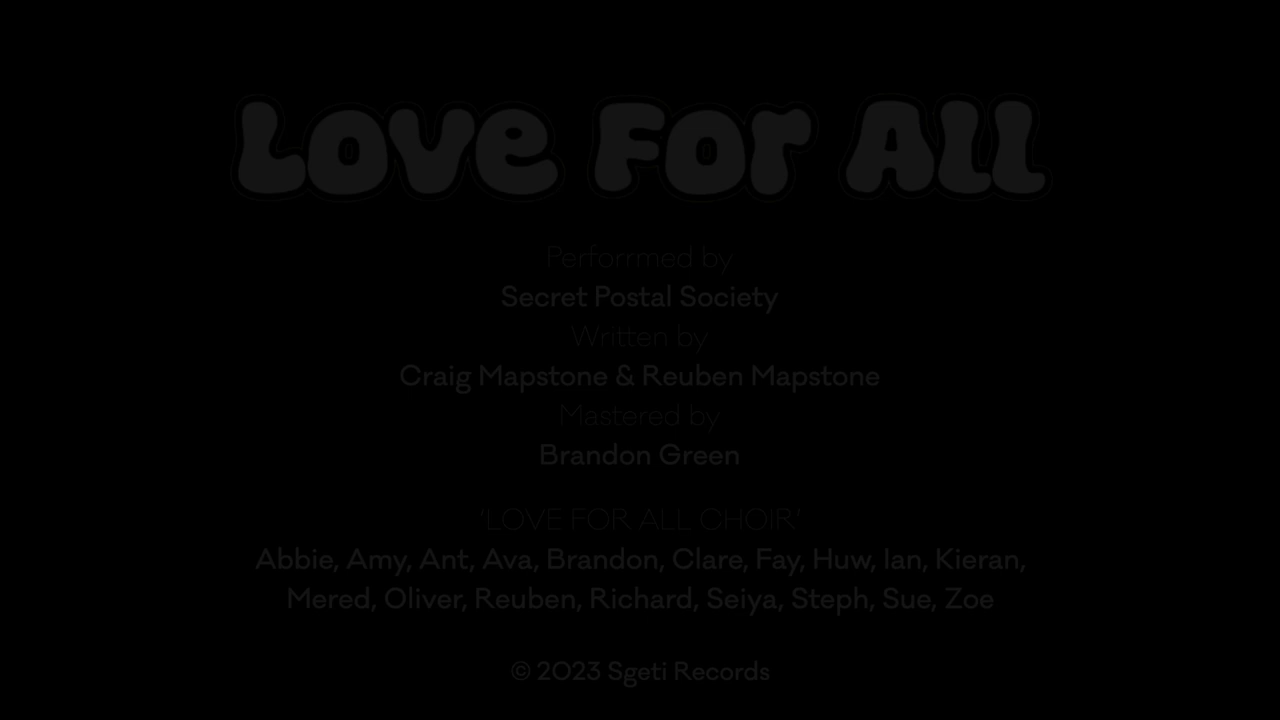 Love For All
Perforrmed by
Secret Postal Society
Written by
Craig Mapstone & Reuben Mapstone
Mastered by
Brandon Green
'LOVE FOR ALL CHOIR'
Abbie, Amy, Ant, Ava, Brandon, Clare, Fay, Huw, Ian, Kieran,
Mered, Oliver, Reuben, Richard, Seiya, Steph, Sue, Zoe
© 2023 Sgeti Records